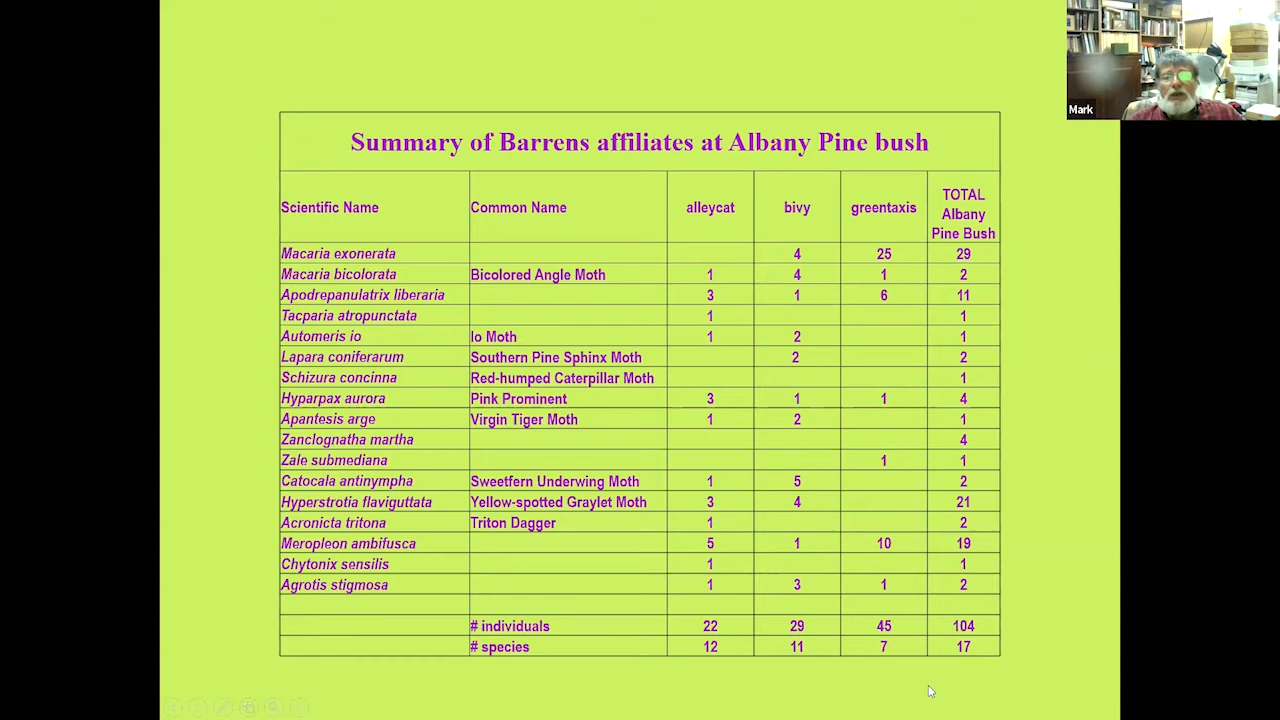 Mark
Summary of Barrens affiliates at Albany Pine bush
Scientific Name Common Name alleycat bivy greentaxis TOTAL Albany Pine Bush
Macaria exonerata 4 25 29
Macaria bicolorata Bicolored Angle Moth 1 4 1 2
Apodrepanulatrix liberaria 3 1 6 11
Tacparia atropunctata 1 1
Automeris io Io Moth 1 2 1
Lapara coniferarum Southern Pine Sphinx Moth 2 2
Schizura concinna Red-humped Caterpillar Moth 1
Hyparpax aurora Pink Prominent 3 1 1 4
Apantesis arge Virgin Tiger Moth 1 2 1
Zanclognatha martha 4
Zale submediana 1 1
Catocala antinympha Sweetfern Underwing Moth 1 5 2
Hyperstrotia flaviguttata Yellow-spotted Graylet Moth 3 4 21
Acronicta tritona Triton Dagger 1 2
Meropleon ambifusca 5 1 10 19
Chytonix sensilis 1 1
Agrotis stigmosa 1 3 1 2
# individuals 22 29 45 104
# species 12 11 7 17